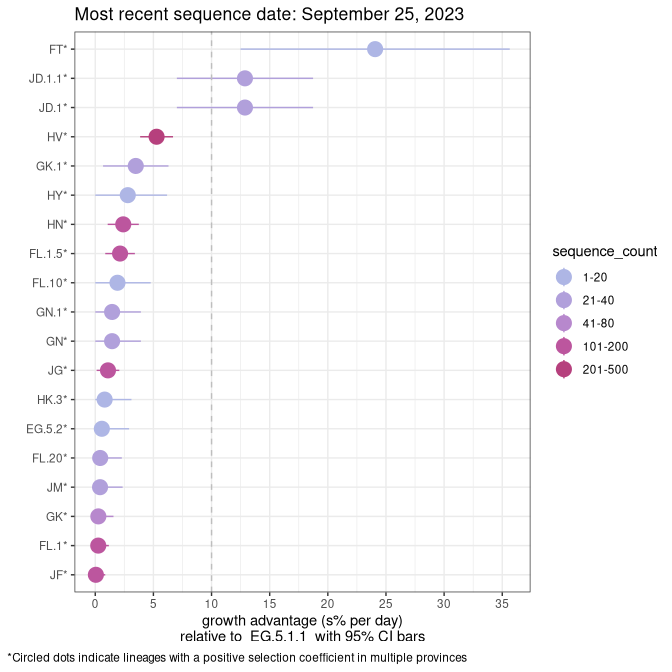 Most recent sequence date: September 25, 2023
FT*
JD.1.1*
JD.1*
HV*
GK.1*
HY*
HN*
FL.1.5*
FL.10*
GN.1*
GN*
JG*
HK.3*
EG.5.2*
FL.20*
JM*
GK*
FL.1*
JF*
0 5 10 15 20 25 30 35
growth advantage (s% per day)
relative to EG.5.1.1 with 95% CI bars
*Circled dots indicate lineages with a positive selection coefficient in multiple provinces
sequence_count
1-20
21-40
41-80
101-200
201-500